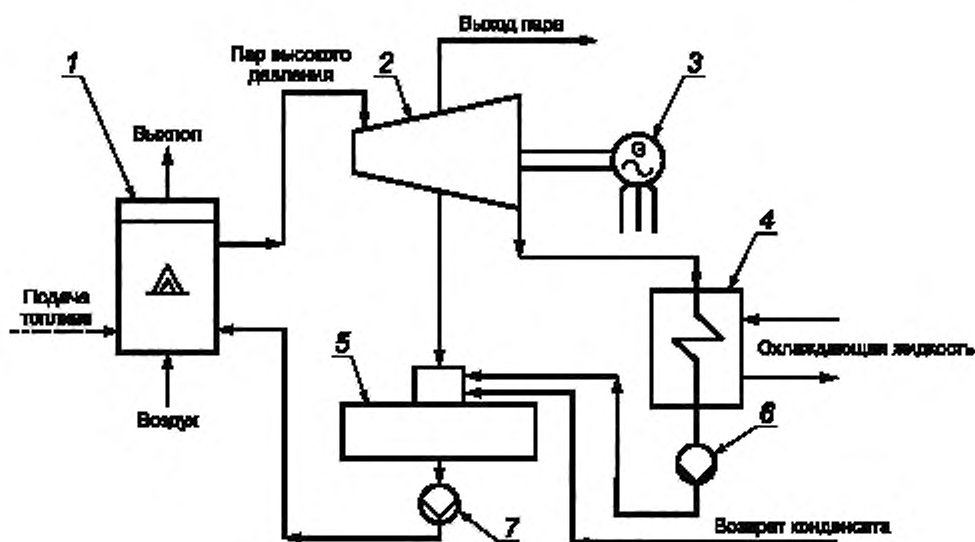 Выход пара
Пар высокого
давления
1
2
3
Выхлоп
G
4
Подача
топлива
5
Охлаждающая жидкость
Воздух
6
7
Возврат конденсата